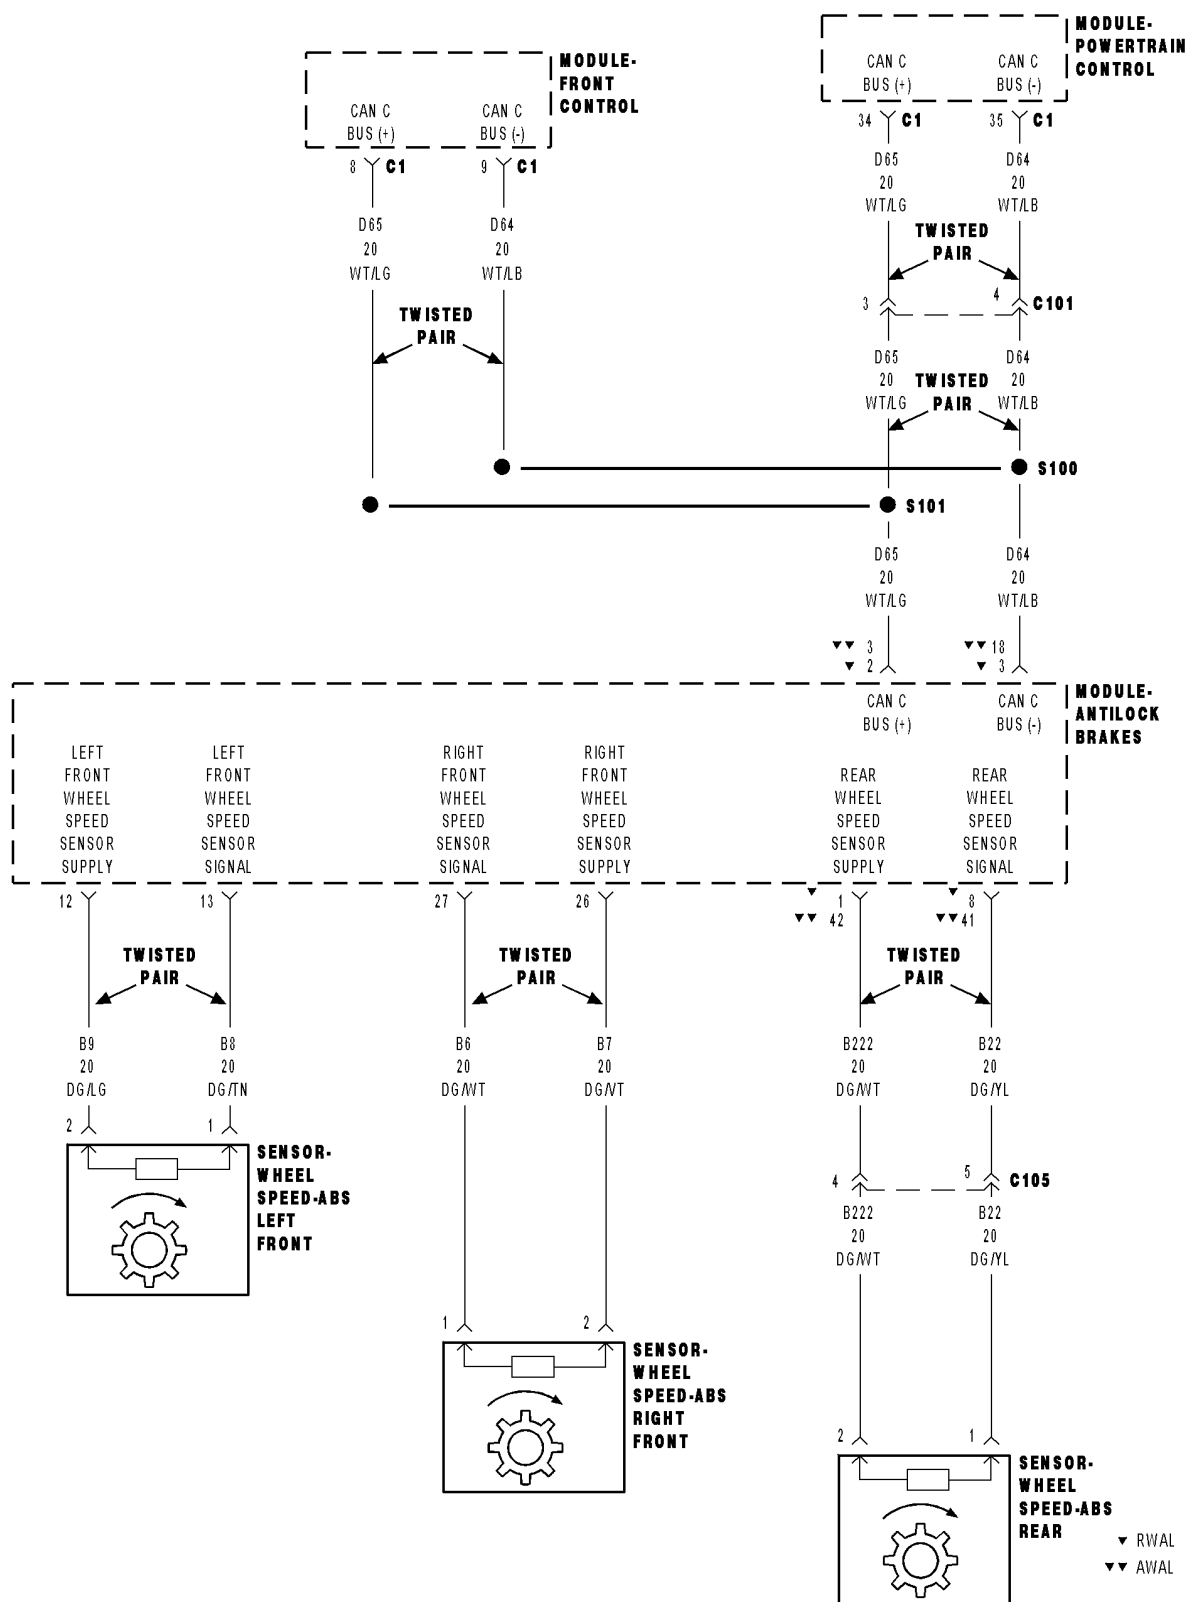 MODULE-
POWERTRAIN
CONTROL
CAN C
BUS (+)
CAN C
BUS (-)
34 C1
35 C1
D65
20
WT/LG
D64
20
WT/LB
TWISTED
PAIR
3
4
C101
D65
20
WT/LG
D64
20
WT/LB
TWISTED
PAIR
MODULE-
FRONT
CONTROL
CAN C
BUS (+)
CAN C
BUS (-)
8 C1
9 C1
D65
20
WT/LG
D64
20
WT/LB
TWISTED
PAIR
S100
S101
D65
20
WT/LG
D64
20
WT/LB
▼▼ 3
▼ 2
▼▼ 18
▼ 3
MODULE-
ANTILOCK
BRAKES
CAN C
BUS (+)
CAN C
BUS (-)
LEFT
FRONT
WHEEL
SPEED
SENSOR
SUPPLY
LEFT
FRONT
WHEEL
SPEED
SENSOR
SIGNAL
RIGHT
FRONT
WHEEL
SPEED
SENSOR
SIGNAL
RIGHT
FRONT
WHEEL
SPEED
SENSOR
SUPPLY
REAR
WHEEL
SPEED
SENSOR
SUPPLY
REAR
WHEEL
SPEED
SENSOR
SIGNAL
12
13
27
26
▼ 1
▼▼ 42
▼ 8
▼▼ 41
TWISTED
PAIR
TWISTED
PAIR
TWISTED
PAIR
B9
20
DG/LG
B8
20
DG/TN
B6
20
DG/WT
B7
20
DG/VT
B222
20
DG/WT
B22
20
DG/YL
2
1
SENSOR-
WHEEL
SPEED-ABS
LEFT
FRONT
4
5
C105
B222
20
DG/WT
B22
20
DG/YL
1
2
SENSOR-
WHEEL
SPEED-ABS
RIGHT
FRONT
2
1
SENSOR-
WHEEL
SPEED-ABS
REAR
▼ RWAL
▼▼ AWAL